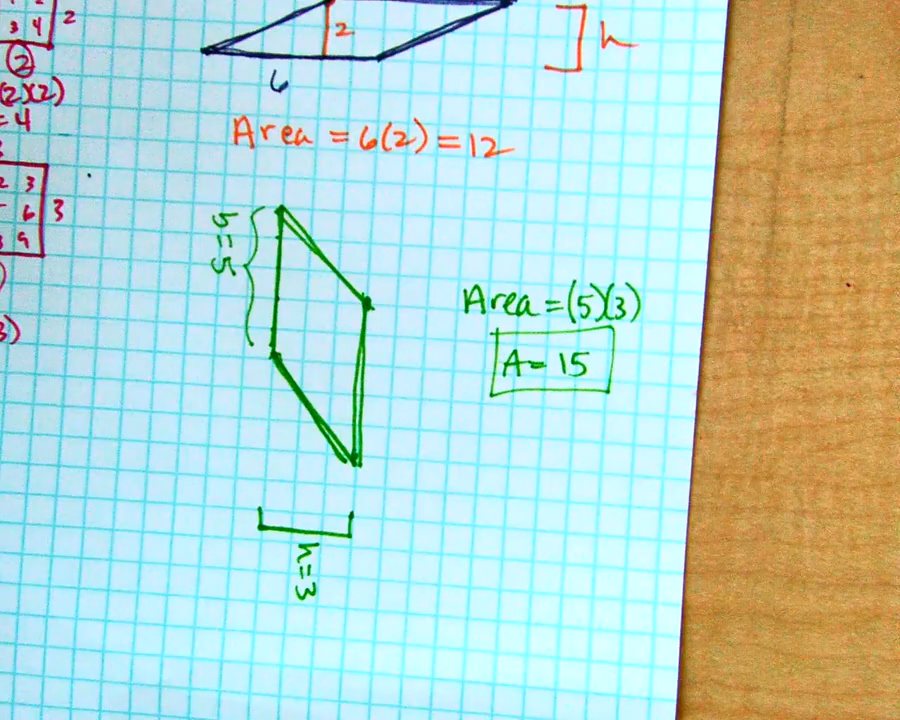 2
3 4 2
2
(2)(2)
= 4
2 3
6 3
9
3)
2
h
6
Area = 6(2) = 12
b = 5
Area = (5)(3)
A = 15
h = 3